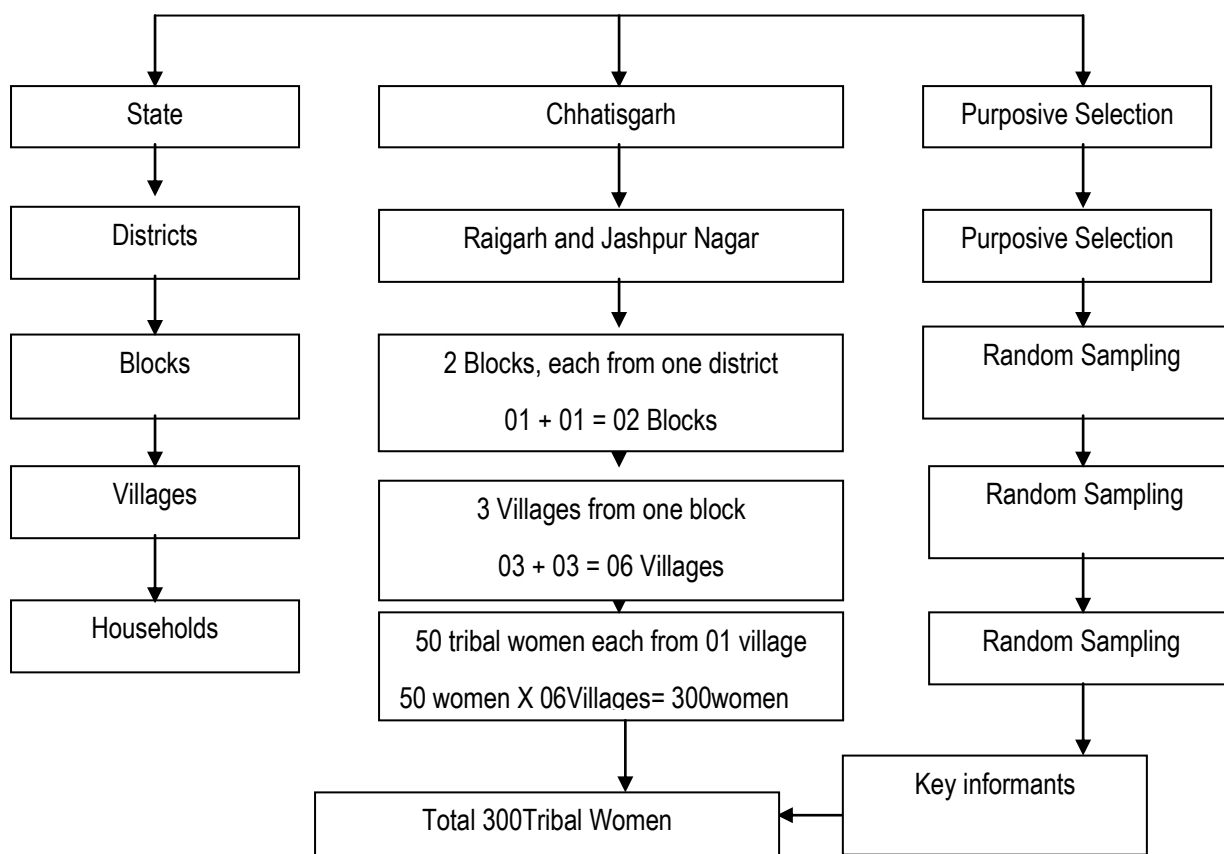 State
Chhatisgarh
Purposive Selection
Districts
Raigarh and Jashpur Nagar
Purposive Selection
Blocks
2 Blocks, each from one district
01 + 01 = 02 Blocks
Random Sampling
Villages
3 Villages from one block
03 + 03 = 06 Villages
Random Sampling
Households
50 tribal women each from 01 village
50 women X 06Villages= 300women
Random Sampling
Key informants
Total 300Tribal Women